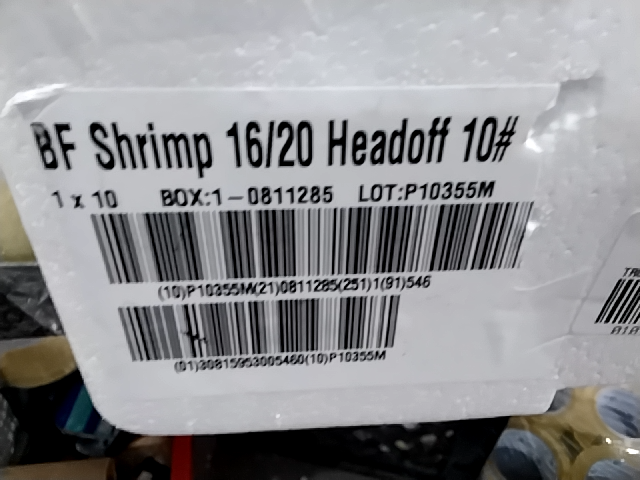 BF Shrimp 16/20 Headoff 10#
1 x 10 BOX:1-0811285 LOT:P10355M
(10)P10355M(21)0811285(251)1(91)546
(01)30815953005460(10)P10355M